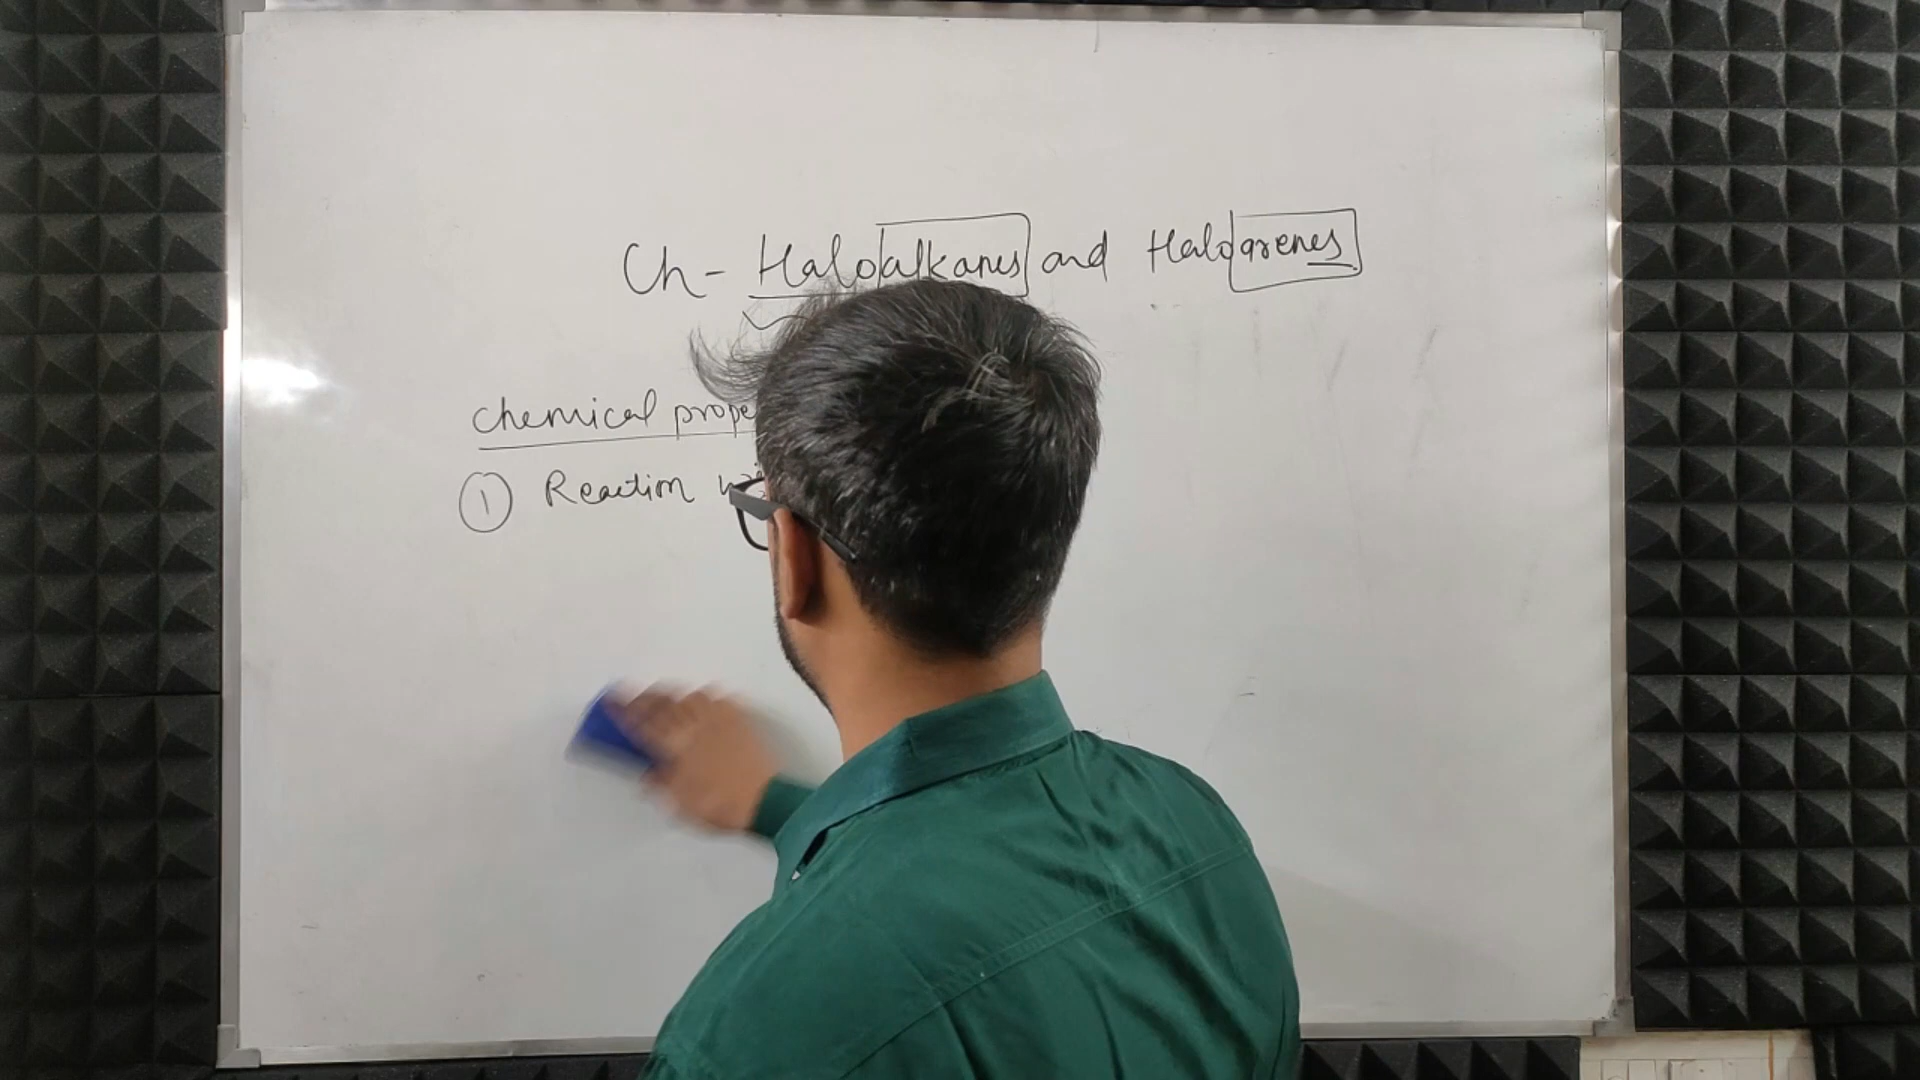 Ch - Haloalkanes and Haloarenes
chemical prope
① Reaction